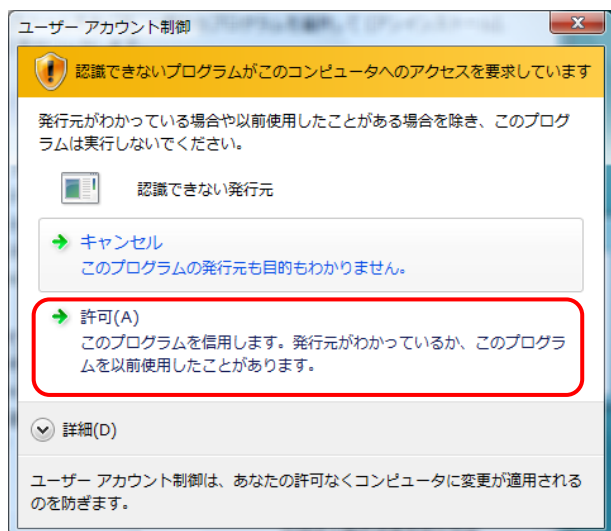 ユーザー アカウント制御
認識できないプログラムがこのコンピュータへのアクセスを要求しています
発行元がわかっている場合や以前使用したことがある場合を除き、このプログ
ラムは実行しないでください。
認識できない発行元
キャンセル
このプログラムの発行元も目的もわかりません。
許可(A)
このプログラムを信用します。発行元がわかっているか、このプログラ
ムを以前使用したことがあります。
詳細(D)
ユーザー アカウント制御は、あなたの許可なくコンピュータに変更が適用される
のを防ぎます。